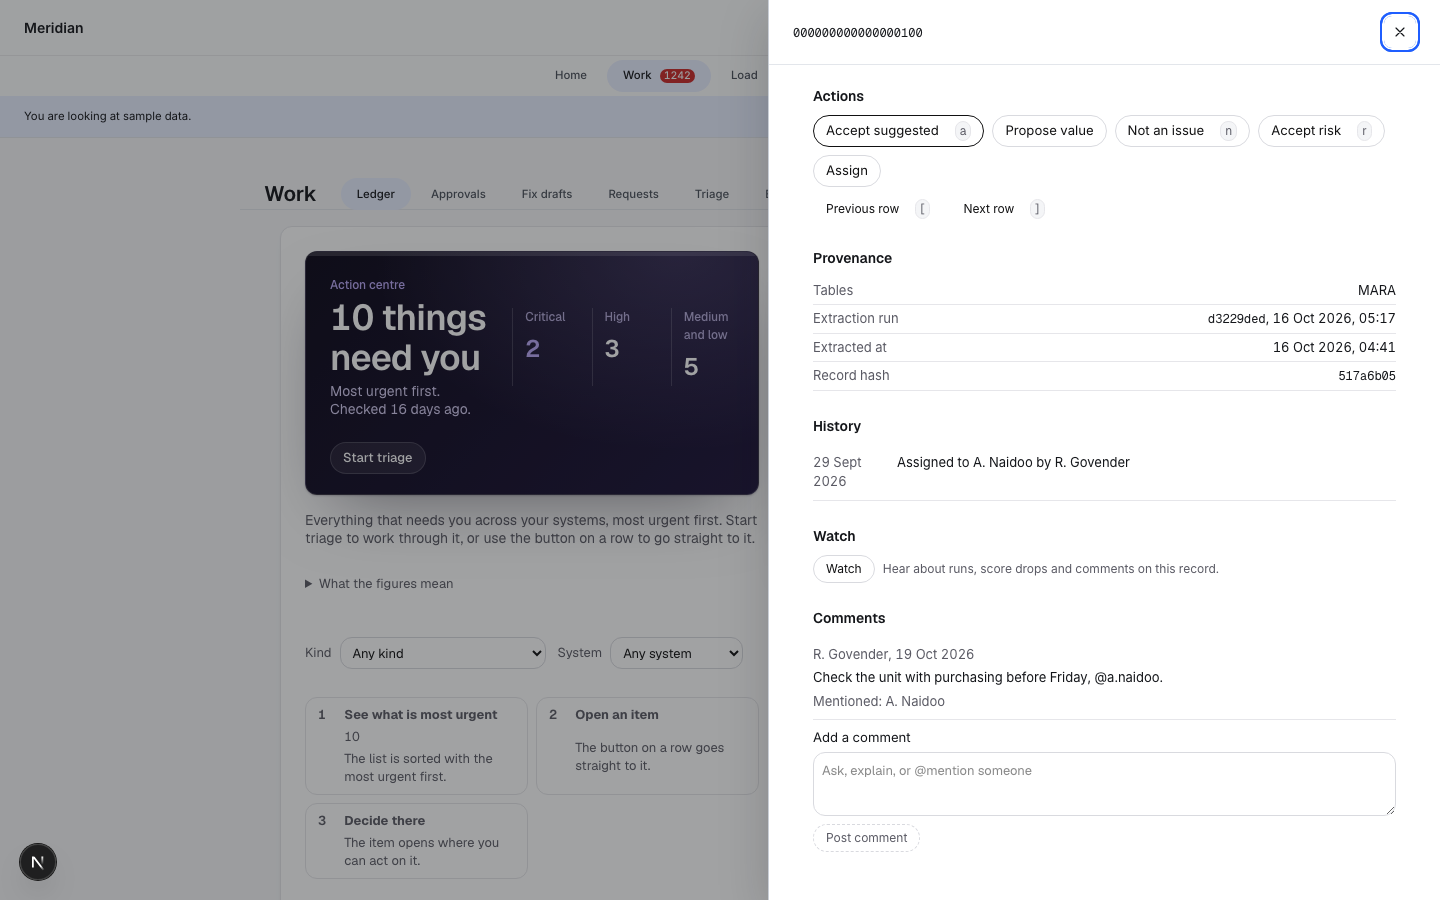 Meridian
Home
Work 1242
Load
You are looking at sample data.
Work
Ledger
Approvals
Fix drafts
Requests
Triage
Action centre
10 things
need you
Most urgent first.
Checked 16 days ago.
Critical
2
High
3
Medium
and low
5
Start triage
Everything that needs you across your systems, most urgent first. Start
triage to work through it, or use the button on a row to go straight to it.
What the figures mean
Kind
Any kind
System
Any system
1 See what is most urgent
10
The list is sorted with the
most urgent first.
2 Open an item
The button on a row goes
straight to it.
3 Decide there
The item opens where you
can act on it.
N
000000000000000100
Actions
Accept suggested a
Propose value
Not an issue n
Accept risk r
Assign
Previous row [
Next row ]
Provenance
Tables MARA
Extraction run d3229ded, 16 Oct 2026, 05:17
Extracted at 16 Oct 2026, 04:41
Record hash 517a6b05
History
29 Sept
2026
Assigned to A. Naidoo by R. Govender
Watch
Watch Hear about runs, score drops and comments on this record.
Comments
R. Govender, 19 Oct 2026
Check the unit with purchasing before Friday, @a.naidoo.
Mentioned: A. Naidoo
Add a comment
Ask, explain, or @mention someone
Post comment